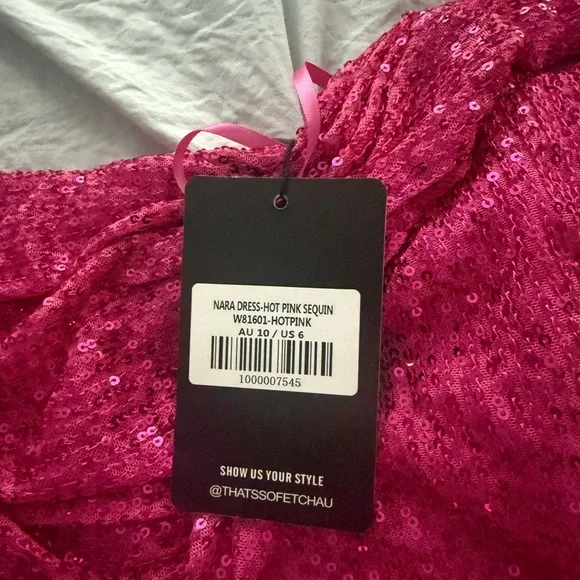 NARA DRESS-HOT PINK SEQUIN
W81601-HOTPINK
AU 10 / US 6
1000007545
SHOW US YOUR STYLE
@THATSSOFETCHAU